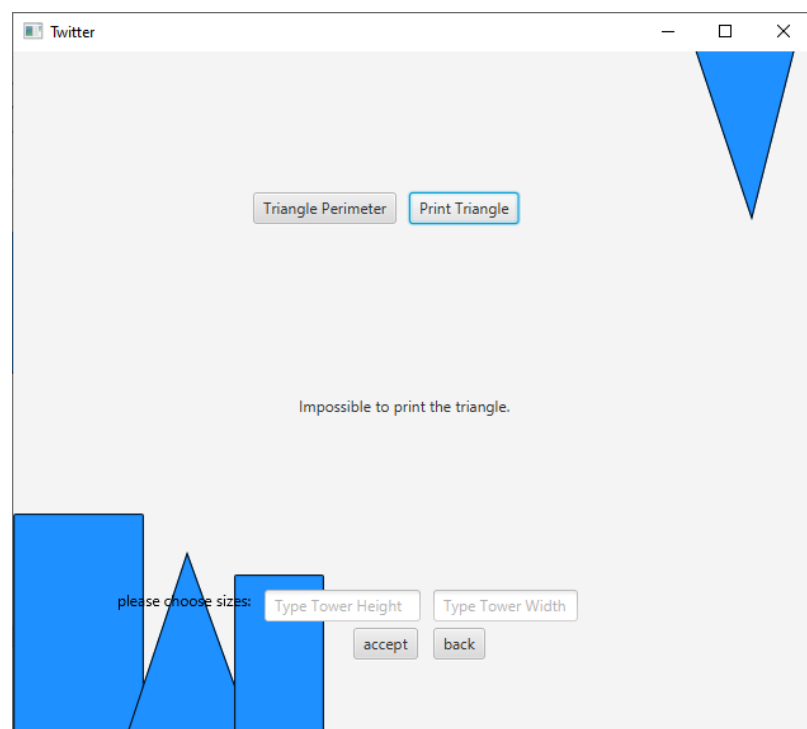 Twitter
Triangle Perimeter Print Triangle
Impossible to print the triangle.
please choose sizes: Type Tower Height Type Tower Width
accept back